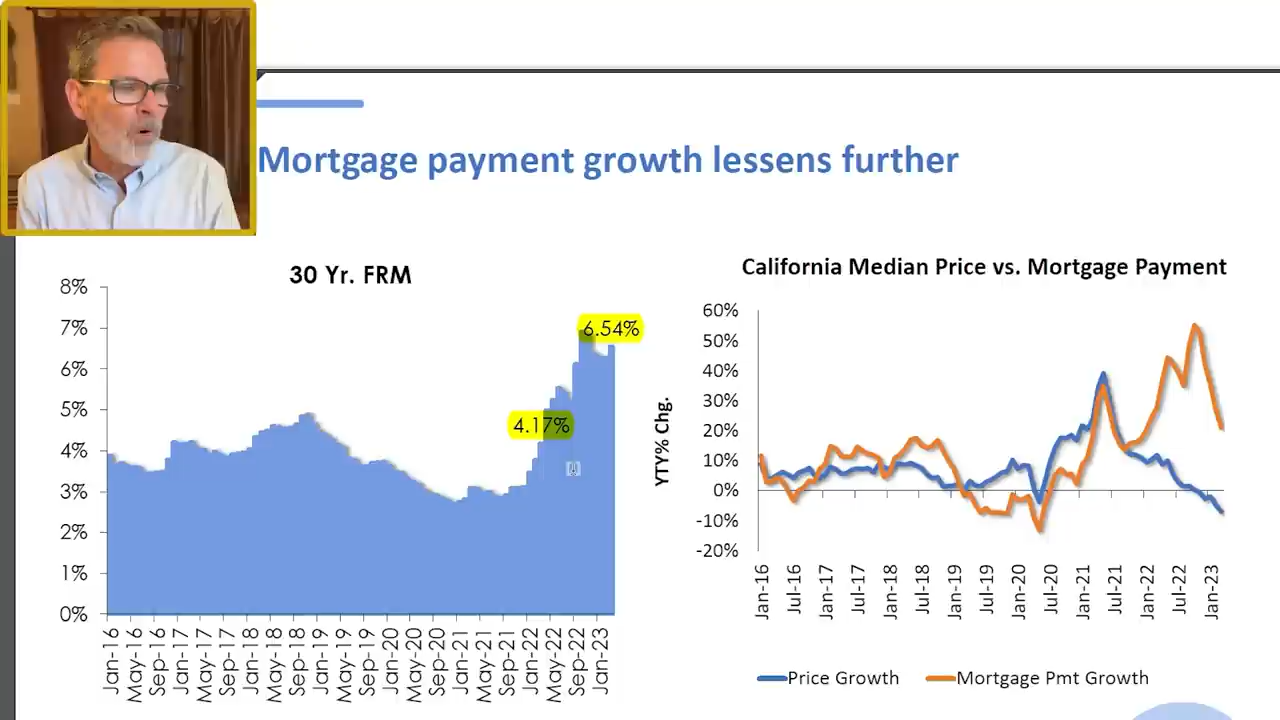 Mortgage payment growth lessens further
30 Yr. FRM
8%
7%
6%
5%
4%
3%
2%
1%
0%
6.54%
4.17%
Jan-16
May-16
Sep-16
Jan-17
May-17
Sep-17
Jan-18
May-18
Sep-18
Jan-19
May-19
Sep-19
Jan-20
May-20
Sep-20
Jan-21
May-21
Sep-21
Jan-22
May-22
Sep-22
Jan-23
California Median Price vs. Mortgage Payment
YTY% Chg.
60%
50%
40%
30%
20%
10%
0%
-10%
-20%
Jan-16
Jul-16
Jan-17
Jul-17
Jan-18
Jul-18
Jan-19
Jul-19
Jan-20
Jul-20
Jan-21
Jul-21
Jan-22
Jul-22
Jan-23
Price Growth
Mortgage Pmt Growth